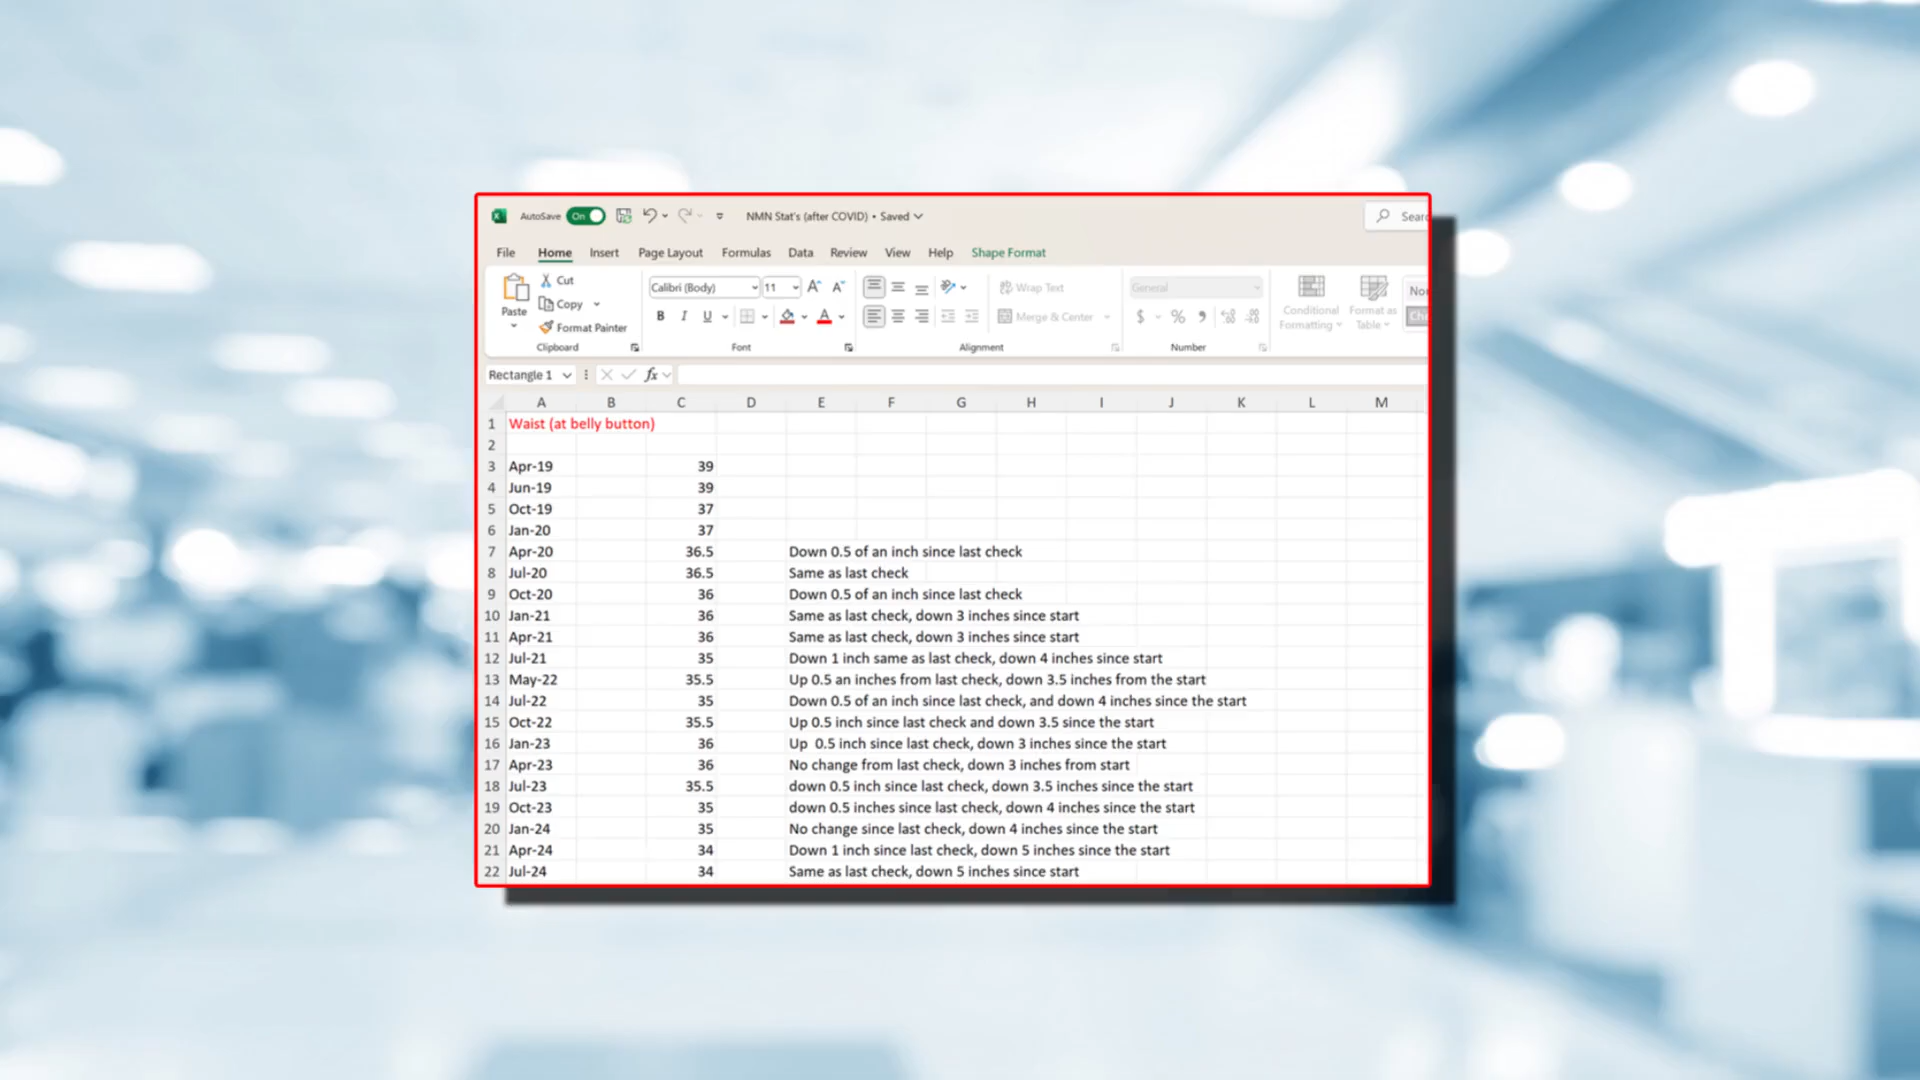 AutoSave On NMN Stat's (after COVID) • Saved
File Home Insert Page Layout Formulas Data Review View Help Shape Format
Cut
Calibri (Body) 11 Wrap Text General
Paste Copy Conditional Format as
Format Painter B I U A Merge & Center $ % Formatting Table
Clipboard Font Alignment Number
Rectangle 1 fx
A B C D E F G H I J K L M
1 Waist (at belly button)
2
3 Apr-19 39
4 Jun-19 39
5 Oct-19 37
6 Jan-20 37
7 Apr-20 36.5 Down 0.5 of an inch since last check
8 Jul-20 36.5 Same as last check
9 Oct-20 36 Down 0.5 of an inch since last check
10 Jan-21 36 Same as last check, down 3 inches since start
11 Apr-21 36 Same as last check, down 3 inches since start
12 Jul-21 35 Down 1 inch same as last check, down 4 inches since start
13 May-22 35.5 Up 0.5 an inches from last check, down 3.5 inches from the start
14 Jul-22 35 Down 0.5 of an inch since last check, and down 4 inches since the start
15 Oct-22 35.5 Up 0.5 inch since last check and down 3.5 since the start
16 Jan-23 36 Up  0.5 inch since last check, down 3 inches since the start
17 Apr-23 36 No change from last check, down 3 inches from start
18 Jul-23 35.5 down 0.5 inch since last check, down 3.5 inches since the start
19 Oct-23 35 down 0.5 inches since last check, down 4 inches since the start
20 Jan-24 35 No change since last check, down 4 inches since the start
21 Apr-24 34 Down 1 inch since last check, down 5 inches since the start
22 Jul-24 34 Same as last check, down 5 inches since start